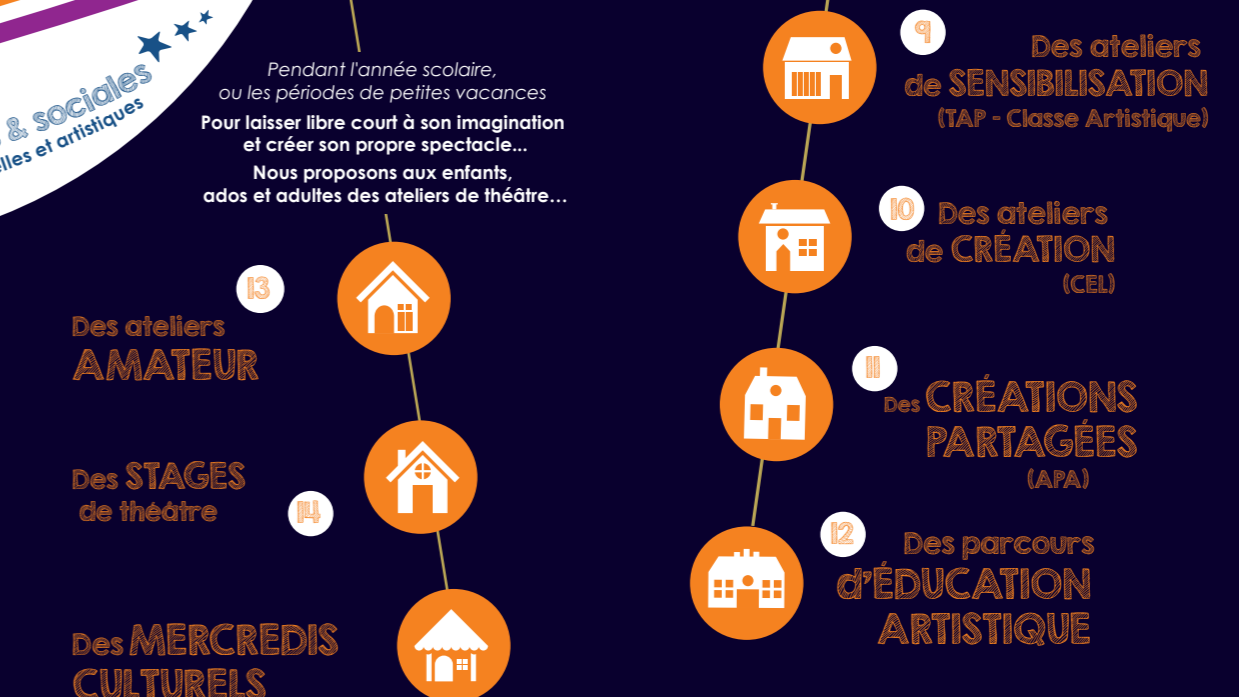 & sociales
et artistiques
Pendant l'année scolaire,
ou les périodes de petites vacances
Pour laisser libre court à son imagination
et créer son propre spectacle...
Nous proposons aux enfants,
ados et adultes des ateliers de théâtre...
13
Des ateliers
AMATEUR
Des STAGES
de théâtre
14
Des MERCREDIS
CULTURELS
9
Des ateliers
de SENSIBILISATION
(TAP - Classe Artistique)
10
Des ateliers
de CRÉATION
(CEL)
11
Des CRÉATIONS
PARTAGÉES
(APA)
12
Des parcours
d'ÉDUCATION
ARTISTIQUE